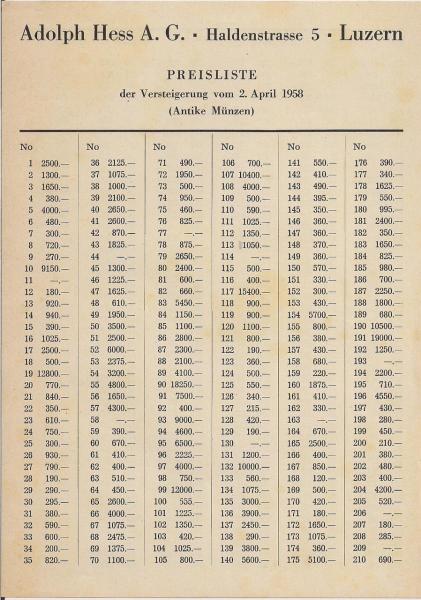 Adolph Hess A. G. · Haldenstrasse 5 · Luzern
PREISLISTE
der Versteigerung vom 2. April 1958
(Antike Münzen)
No No No No No No
1 2500.— 36 2125.— 71 490.— 106 700.— 141 550.— 176 390.—
2 1300.— 37 1075.— 72 1950.— 107 10400.— 142 410.— 177 340.—
3 1650.— 38 1000.— 73 500.— 108 4000.— 143 490.— 178 1625.—
4 380.— 39 2100.— 74 950.— 109 500.— 144 395.— 179 550.—
5 4000.— 40 2650.— 75 460.— 110 590.— 145 350.— 180 995.—
6 480.— 41 2600.— 76 825.— 111 1025.— 146 360.— 181 2400.—
7 300.— 42 870.— 77 —.— 112 1350.— 147 360.— 182 350.—
8 720.— 43 1825.— 78 875.— 113 1050.— 148 370.— 183 1650.—
9 270.— 44 —.— 79 2650.— 114 —.— 149 360.— 184 825.—
10 9150.— 45 1300.— 80 2400.— 115 500.— 150 570.— 185 980.—
11 —.— 46 1225.— 81 600.— 116 400.— 151 330.— 186 700.—
12 180.— 47 1625.— 82 660.— 117 15400.— 152 300.— 187 2250.—
13 920.— 48 610.— 83 5450.— 118 900.— 153 430.— 188 1800.—
14 940.— 49 1950.— 84 1150.— 119 900.— 154 5700.— 189 680.—
15 390.— 50 3500.— 85 1100.— 120 1100.— 155 800.— 190 10500.—
16 1025.— 51 2500.— 86 2800.— 121 800.— 156 380.— 191 19000.—
17 2500.— 52 6000.— 87 2300.— 122 190.— 157 430.— 192 1250.—
18 500.— 53 2375.— 88 2100.— 123 360.— 158 680.— 193 —.—
19 12800.— 54 3200.— 89 4100.— 124 500.— 159 220.— 194 2200.—
20 770.— 55 4800.— 90 18250.— 125 550.— 160 1875.— 195 710.—
21 840.— 56 1650.— 91 7500.— 126 340.— 161 410.— 196 4550.—
22 350.— 57 4300.— 92 400.— 127 215.— 162 330.— 197 430.—
23 610.— 58 —.— 93 9000.— 128 420.— 163 —.— 198 280.—
24 750.— 59 390.— 94 4600.— 129 190.— 164 670.— 199 450.—
25 300.— 60 670.— 95 6500.— 130 —.— 165 2500.— 200 210.—
26 930.— 61 410.— 96 2225.— 131 1200.— 166 400.— 201 380.—
27 790.— 62 400.— 97 4000.— 132 10000.— 167 850.— 202 480.—
28 190.— 63 510.— 98 750.— 133 560.— 168 120.— 203 400.—
29 290.— 64 450.— 99 12000.— 134 1075.— 169 500.— 204 4200.—
30 295.— 65 2600.— 100 555.— 135 3000.— 170 420.— 205 520.—
31 380.— 66 4000.— 101 1225.— 136 3900.— 171 180.— 206 —.—
32 590.— 67 1075.— 102 1350.— 137 2450.— 172 1650.— 207 180.—
33 600.— 68 2475.— 103 420.— 138 290.— 173 1075.— 208 285.—
34 200.— 69 1375.— 104 1025.— 139 3800.— 174 360.— 209 —.—
35 820.— 70 1100.— 105 800.— 140 5600.— 175 5100.— 210 690.—